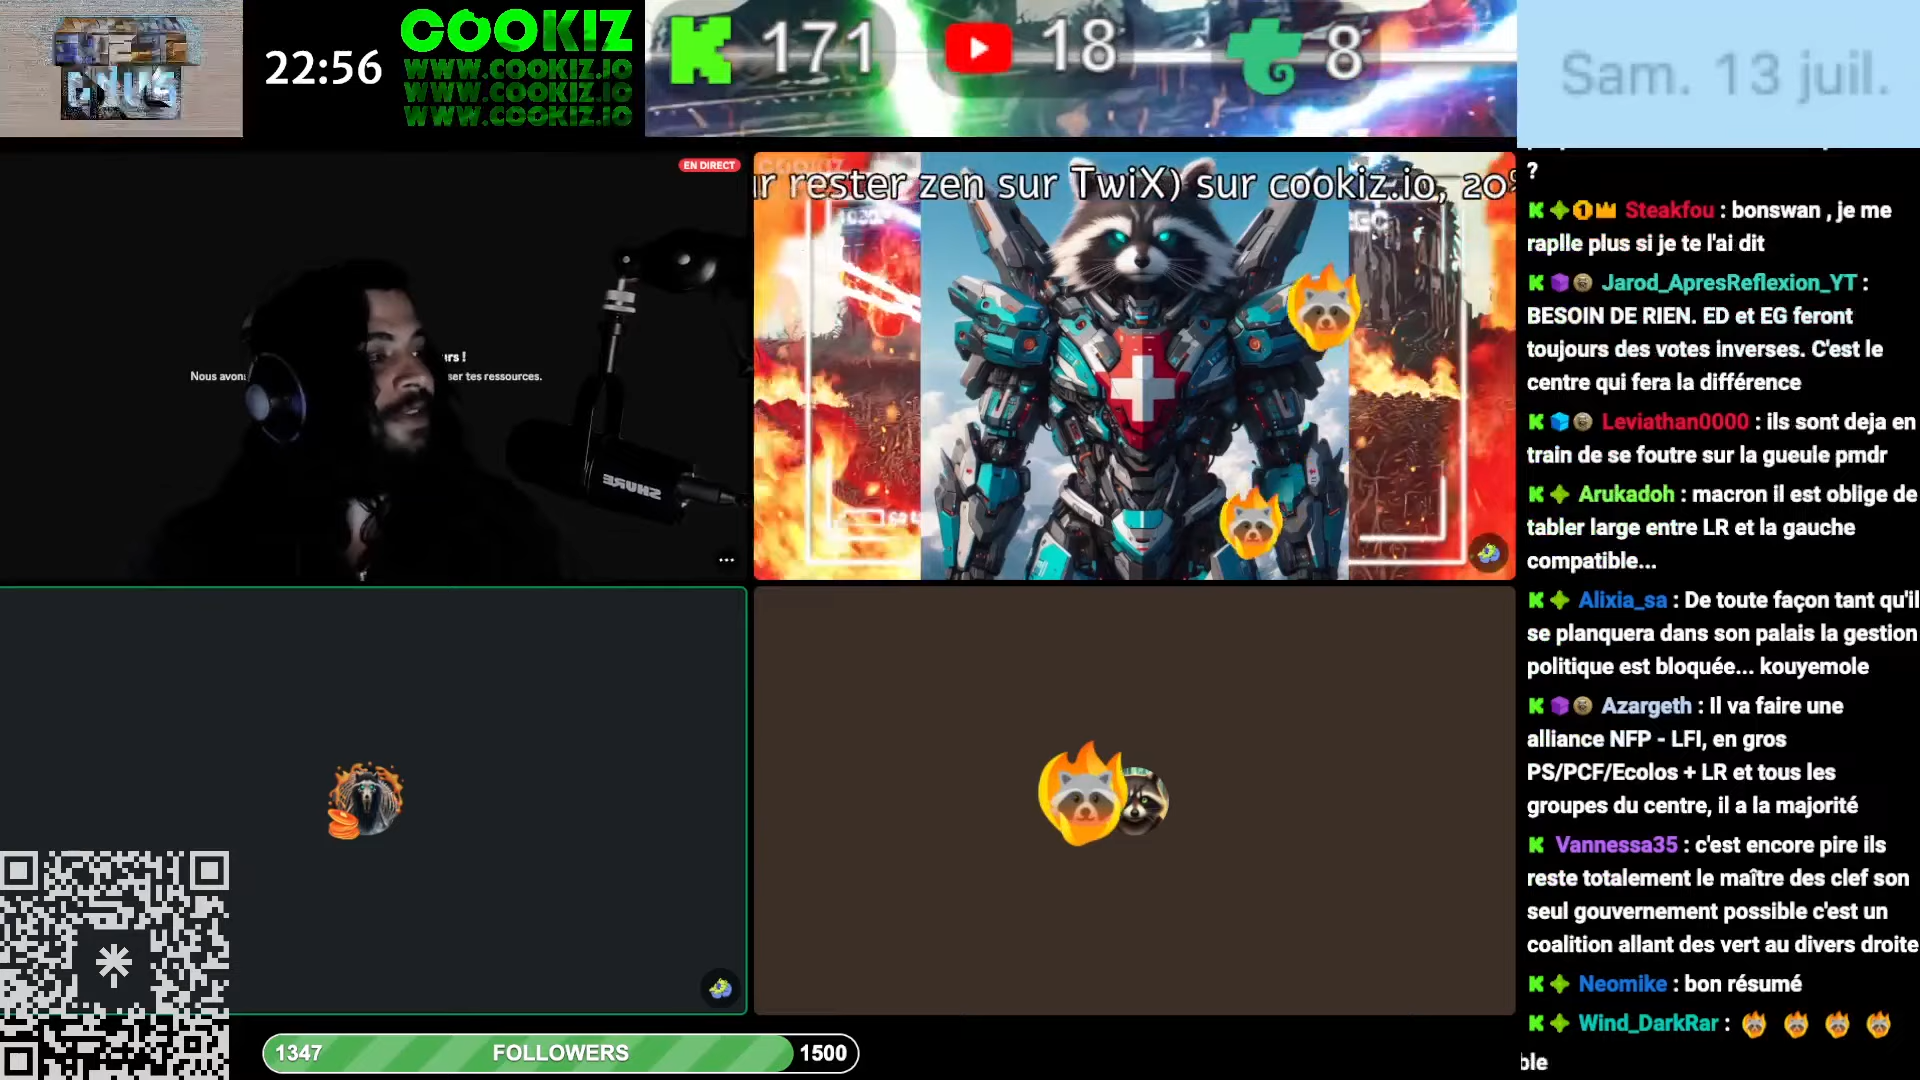 22:56
COOKIZ
WWW.COOKIZ.IO
WWW.COOKIZ.IO
WWW.COOKIZ.IO
171
18
8
Sam. 13 juil.
EN DIRECT
urs !
Nous avons
ser tes ressources.
SHURE
ur rester zen sur TwiX) sur cookiz.io, 20%
?
Steakfou : bonswan , je me
raplle plus si je te l'ai dit
Jarod_ApresReflexion_YT :
BESOIN DE RIEN. ED et EG feront
toujours des votes inverses. C'est le
centre qui fera la différence
Leviathan0000 : ils sont deja en
train de se foutre sur la gueule pmdr
Arukadoh : macron il est oblige de
tabler large entre LR et la gauche
compatible...
Alixia_sa : De toute façon tant qu'il
se planquera dans son palais la gestion
politique est bloquée... kouyemole
Azargeth : Il va faire une
alliance NFP - LFI, en gros
PS/PCF/Ecolos + LR et tous les
groupes du centre, il a la majorité
Vannessa35 : c'est encore pire ils
reste totalement le maître des clef son
seul gouvernement possible c'est un
coalition allant des vert au divers droite
Neomike : bon résumé
Wind_DarkRar :
ble
1347
FOLLOWERS
1500